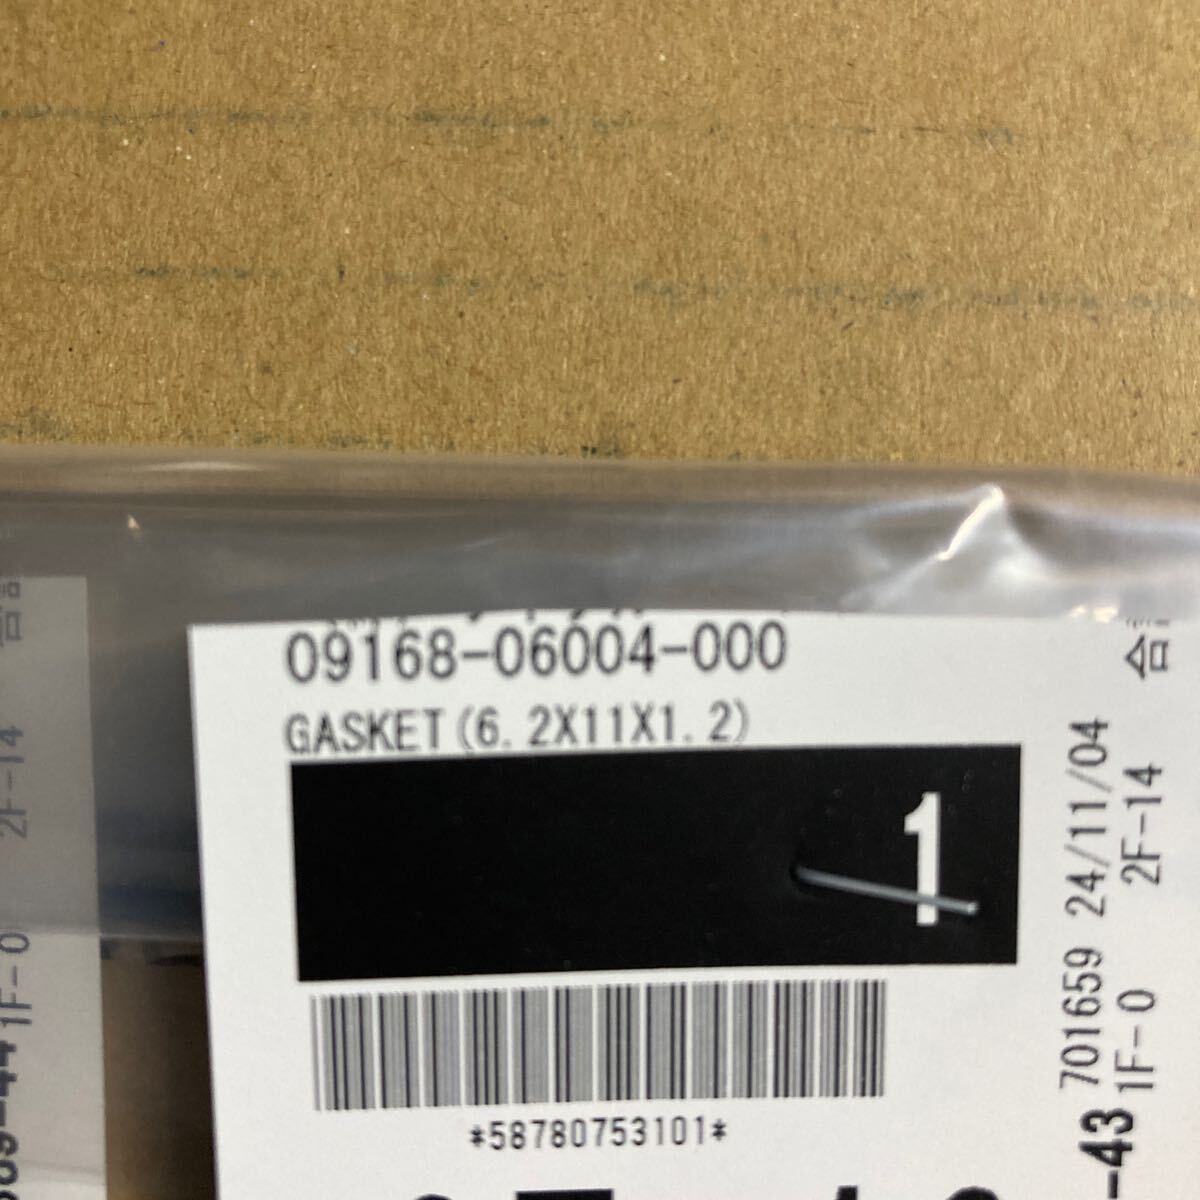 09168-06004-000
GASKET(6.2X11X1.2)
1
*58780753101*
701659 24/11/04
1F-0 2F-14
-43
合
2F-14
1F-0